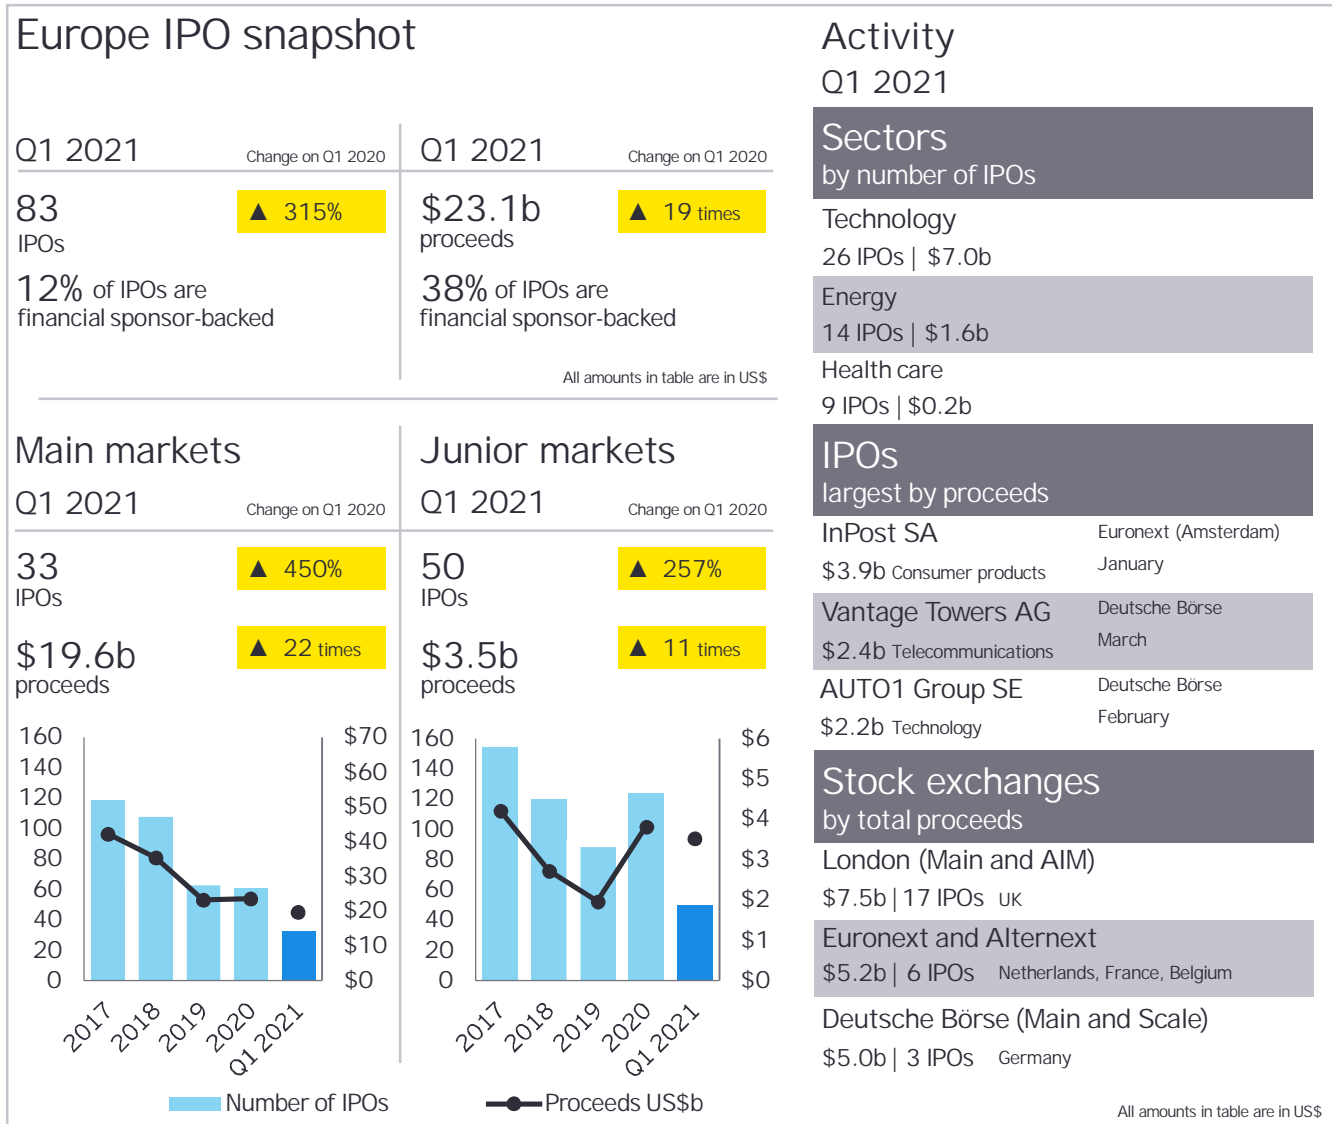 Europe IPO snapshot
Q1 2021 Change on Q1 2020
83
IPOs
▲ 315%
12% of IPOs are
financial sponsor-backed
Q1 2021 Change on Q1 2020
$23.1b
proceeds
▲ 19 times
38% of IPOs are
financial sponsor-backed
All amounts in table are in US$
Main markets
Q1 2021 Change on Q1 2020
33
IPOs
▲ 450%
$19.6b
proceeds
▲ 22 times
160
140
120
100
80
60
40
20
0
$70
$60
$50
$40
$30
$20
$10
$0
2017
2018
2019
2020
Q1 2021
Junior markets
Q1 2021 Change on Q1 2020
50
IPOs
▲ 257%
$3.5b
proceeds
▲ 11 times
160
140
120
100
80
60
40
20
0
$6
$5
$4
$3
$2
$1
$0
2017
2018
2019
2020
Q1 2021
Number of IPOs
Proceeds US$b
Activity
Q1 2021
Sectors
by number of IPOs
Technology
26 IPOs | $7.0b
Energy
14 IPOs | $1.6b
Health care
9 IPOs | $0.2b
IPOs
largest by proceeds
InPost SA Euronext (Amsterdam)
$3.9b Consumer products January
Vantage Towers AG Deutsche Börse
$2.4b Telecommunications March
AUTO1 Group SE Deutsche Börse
$2.2b Technology February
Stock exchanges
by total proceeds
London (Main and AIM)
$7.5b | 17 IPOs UK
Euronext and Alternext
$5.2b | 6 IPOs Netherlands, France, Belgium
Deutsche Börse (Main and Scale)
$5.0b | 3 IPOs Germany
All amounts in table are in US$